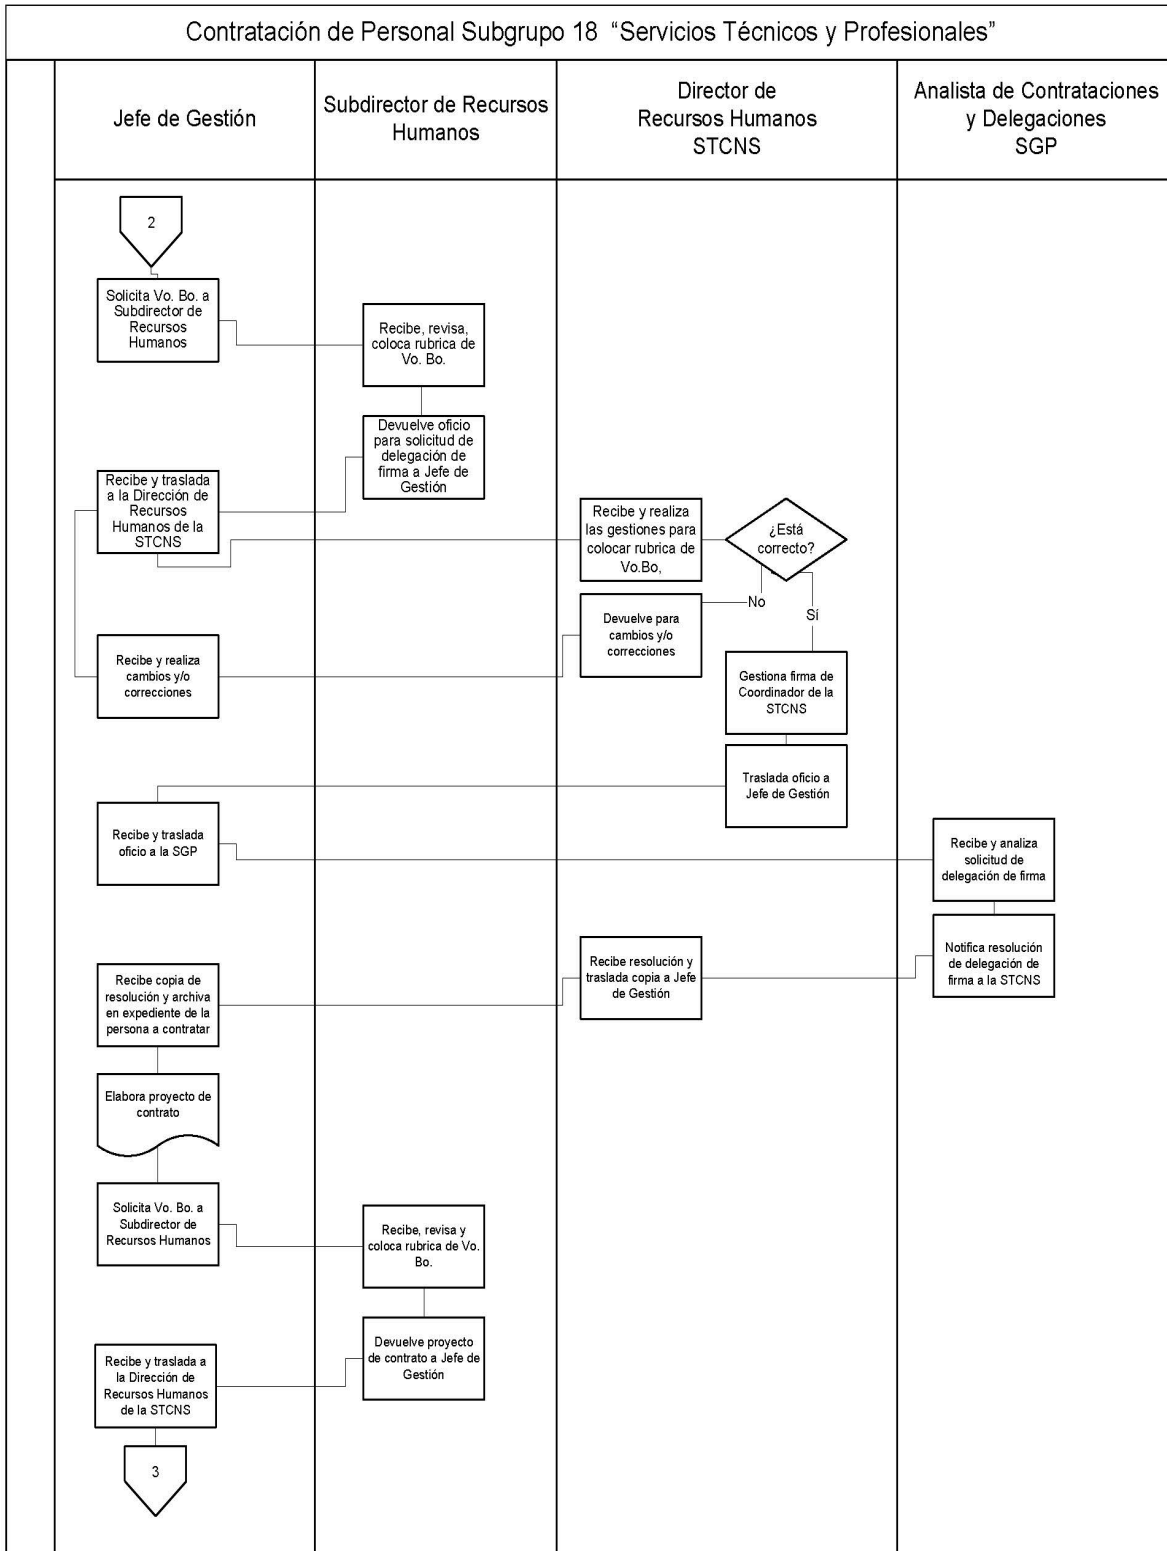 Contratación de Personal Subgrupo 18 “Servicios Técnicos y Profesionales”
Jefe de Gestión
Subdirector de Recursos
Humanos
Director de
Recursos Humanos
STCNS
Analista de Contrataciones
y Delegaciones
SGP
2
Solicita Vo. Bo. a
Subdirector de
Recursos
Humanos
Recibe, revisa,
coloca rubrica de
Vo. Bo.
Devuelve oficio
para solicitud de
delegación de
firma a Jefe de
Gestión
Recibe y traslada
a la Dirección de
Recursos
Humanos de la
STCNS
Recibe y realiza
las gestiones para
colocar rubrica de
Vo.Bo,
¿Está
correcto?
No
Sí
Devuelve para
cambios y/o
correcciones
Recibe y realiza
cambios y/o
correcciones
Gestiona firma de
Coordinador de la
STCNS
Traslada oficio a
Jefe de Gestión
Recibe y traslada
oficio a la SGP
Recibe y analiza
solicitud de
delegación de firma
Notifica resolución
de delegación de
firma a la STCNS
Recibe resolución y
traslada copia a Jefe
de Gestión
Recibe copia de
resolución y archiva
en expediente de la
persona a contratar
Elabora proyecto de
contrato
Solicita Vo. Bo. a
Subdirector de
Recursos Humanos
Recibe, revisa y
coloca rubrica de Vo.
Bo.
Devuelve proyecto
de contrato a Jefe de
Gestión
Recibe y traslada a
la Dirección de
Recursos Humanos
de la STCNS
3